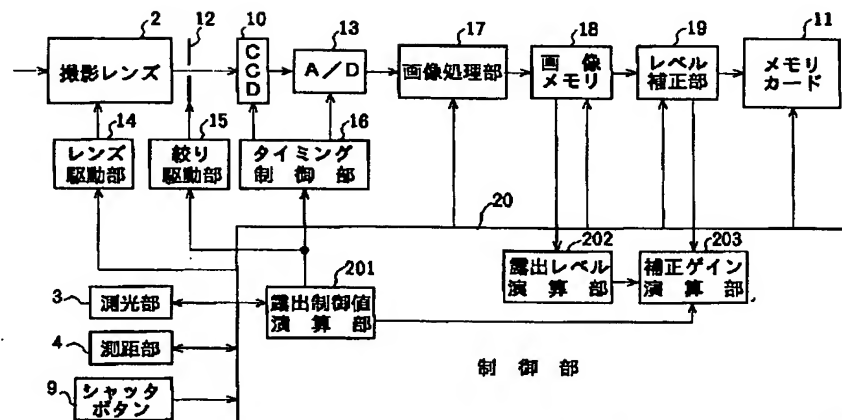 2
12
10
13
17
18
19
11
撮影レンズ
CCD
A/D
画像処理部
画像
メモリ
レベル
補正部
メモリ
カード
14
15
16
レンズ
駆動部
絞り
駆動部
タイミング
制御部
20
201
202
203
3
測光部
露出制御値
演算部
露出レベル
演算部
補正ゲイン
演算部
4
測距部
9
シャッタ
ボタン
制御部